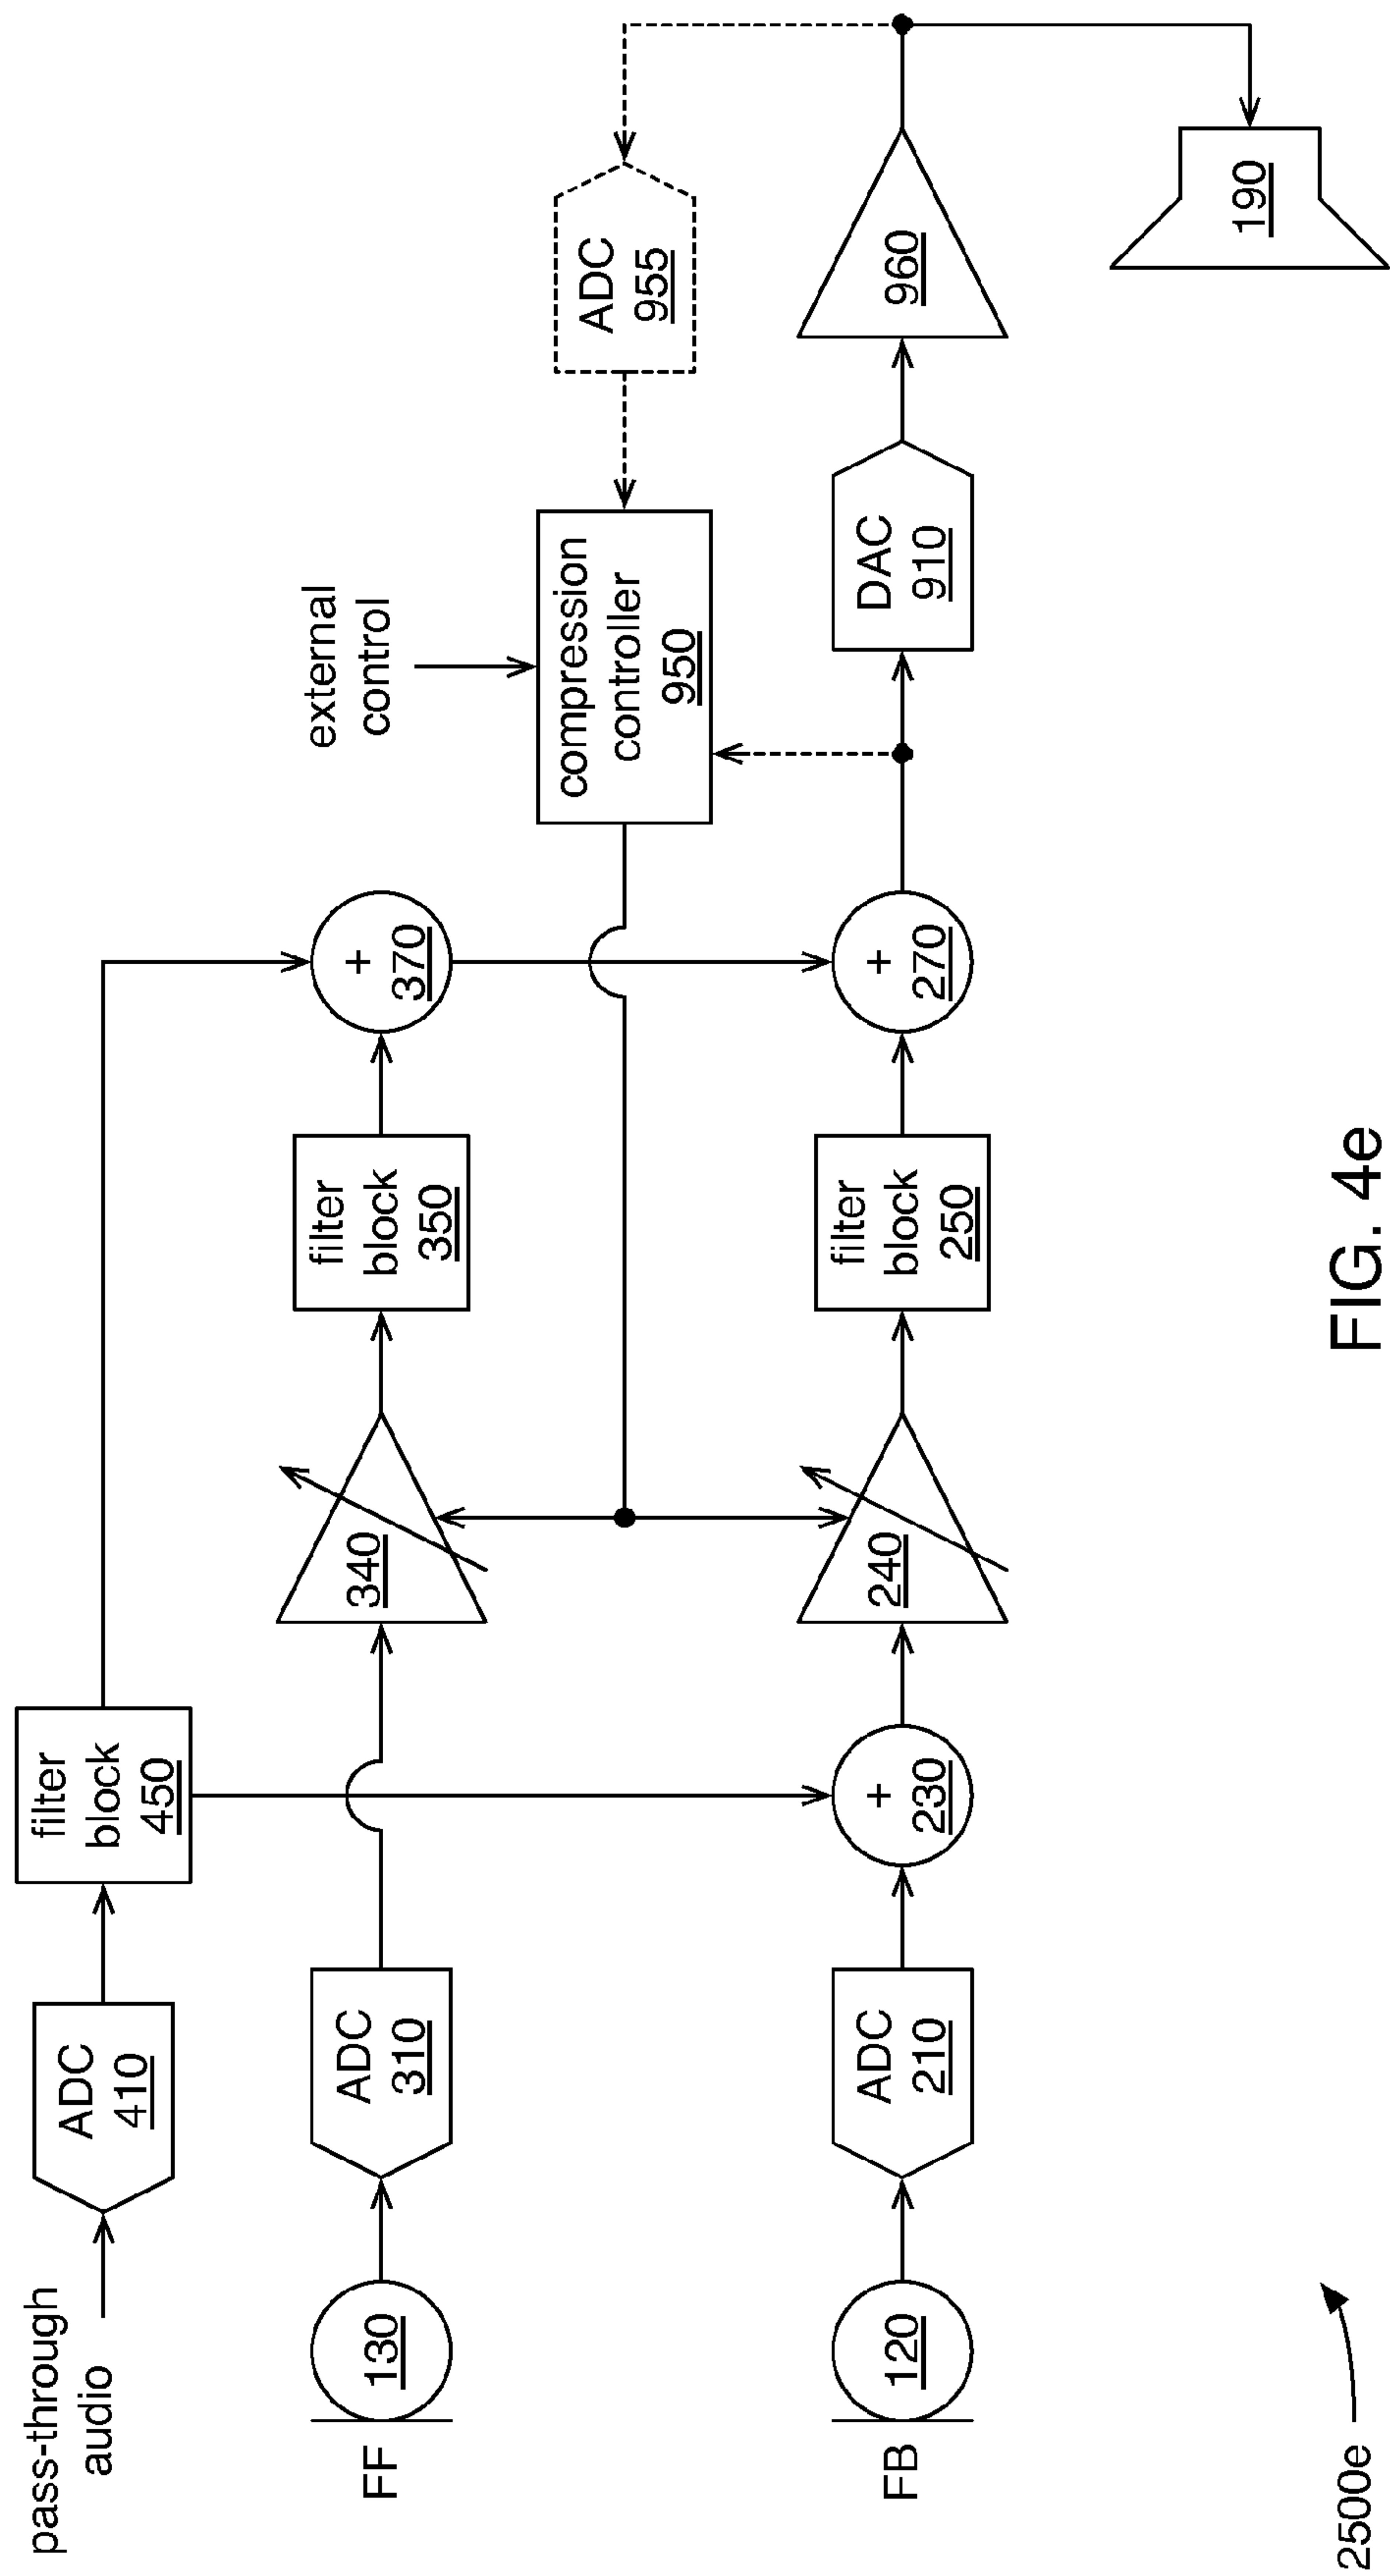 pass-through
audio
ADC
410
filter
block
450
FF
130
ADC
310
340
filter
block
350
+
370
external
control
compression
controller
950
ADC
955
FB
120
ADC
210
+
230
240
filter
block
250
+
270
DAC
910
960
190
2500e
FIG. 4e